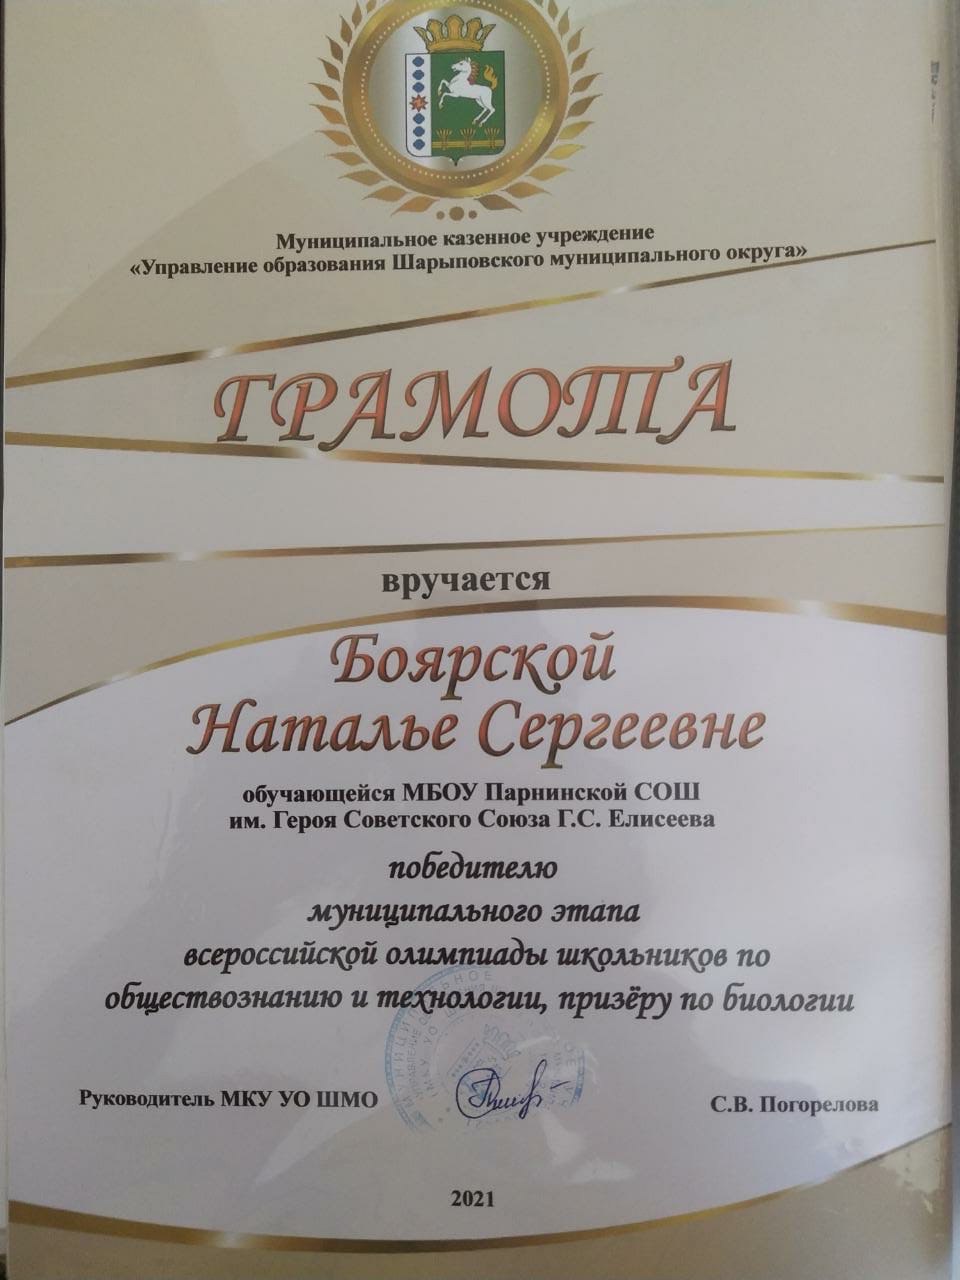 Муниципальное казенное учреждение
«Управление образования Шарыповского муниципального округа»
ГРАМОТА
вручается
Боярской
Наталье Сергеевне
обучающейся МБОУ Парнинской СОШ
им. Героя Советского Союза Г.С. Елисеева
победителю
муниципального этапа
всероссийской олимпиады школьников по
обществознанию и технологии, призёру по биологии
Руководитель МКУ УО ШМО
С.В. Погорелова
2021